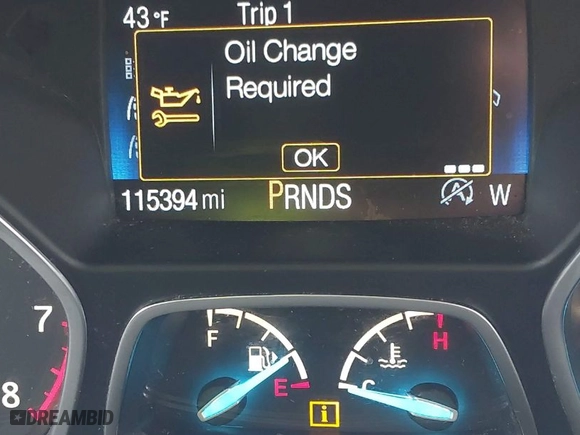 43 °F Trip 1
Oil Change
Required
OK
115394 mi PRNDS A W
7
8
F
E
H
C
i
DREAMBID